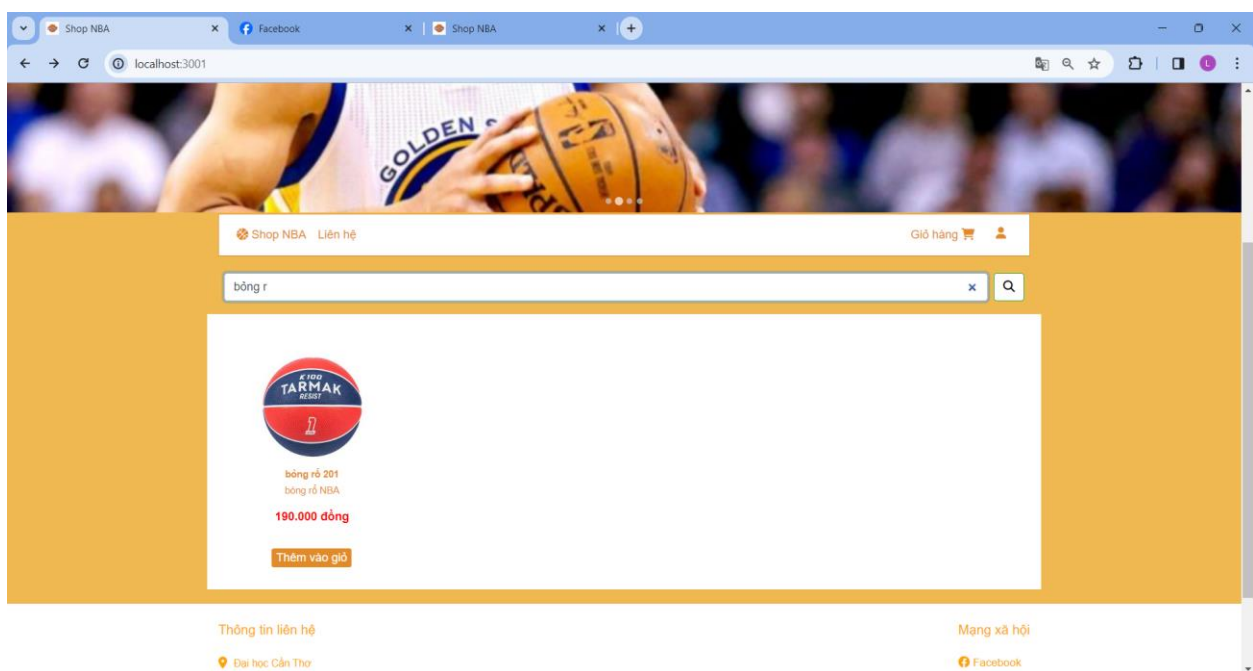 Shop NBA
Facebook
Shop NBA
localhost:3001
L
GOLDEN S
Shop NBA Liên hệ
Giỏ hàng
bóng r
K100
TARMAK
RESIST
1
bóng rổ 201
bóng rổ NBA
190.000 đồng
Thêm vào giỏ
Thông tin liên hệ
Mạng xã hội
Đại học Cần Thơ
Facebook